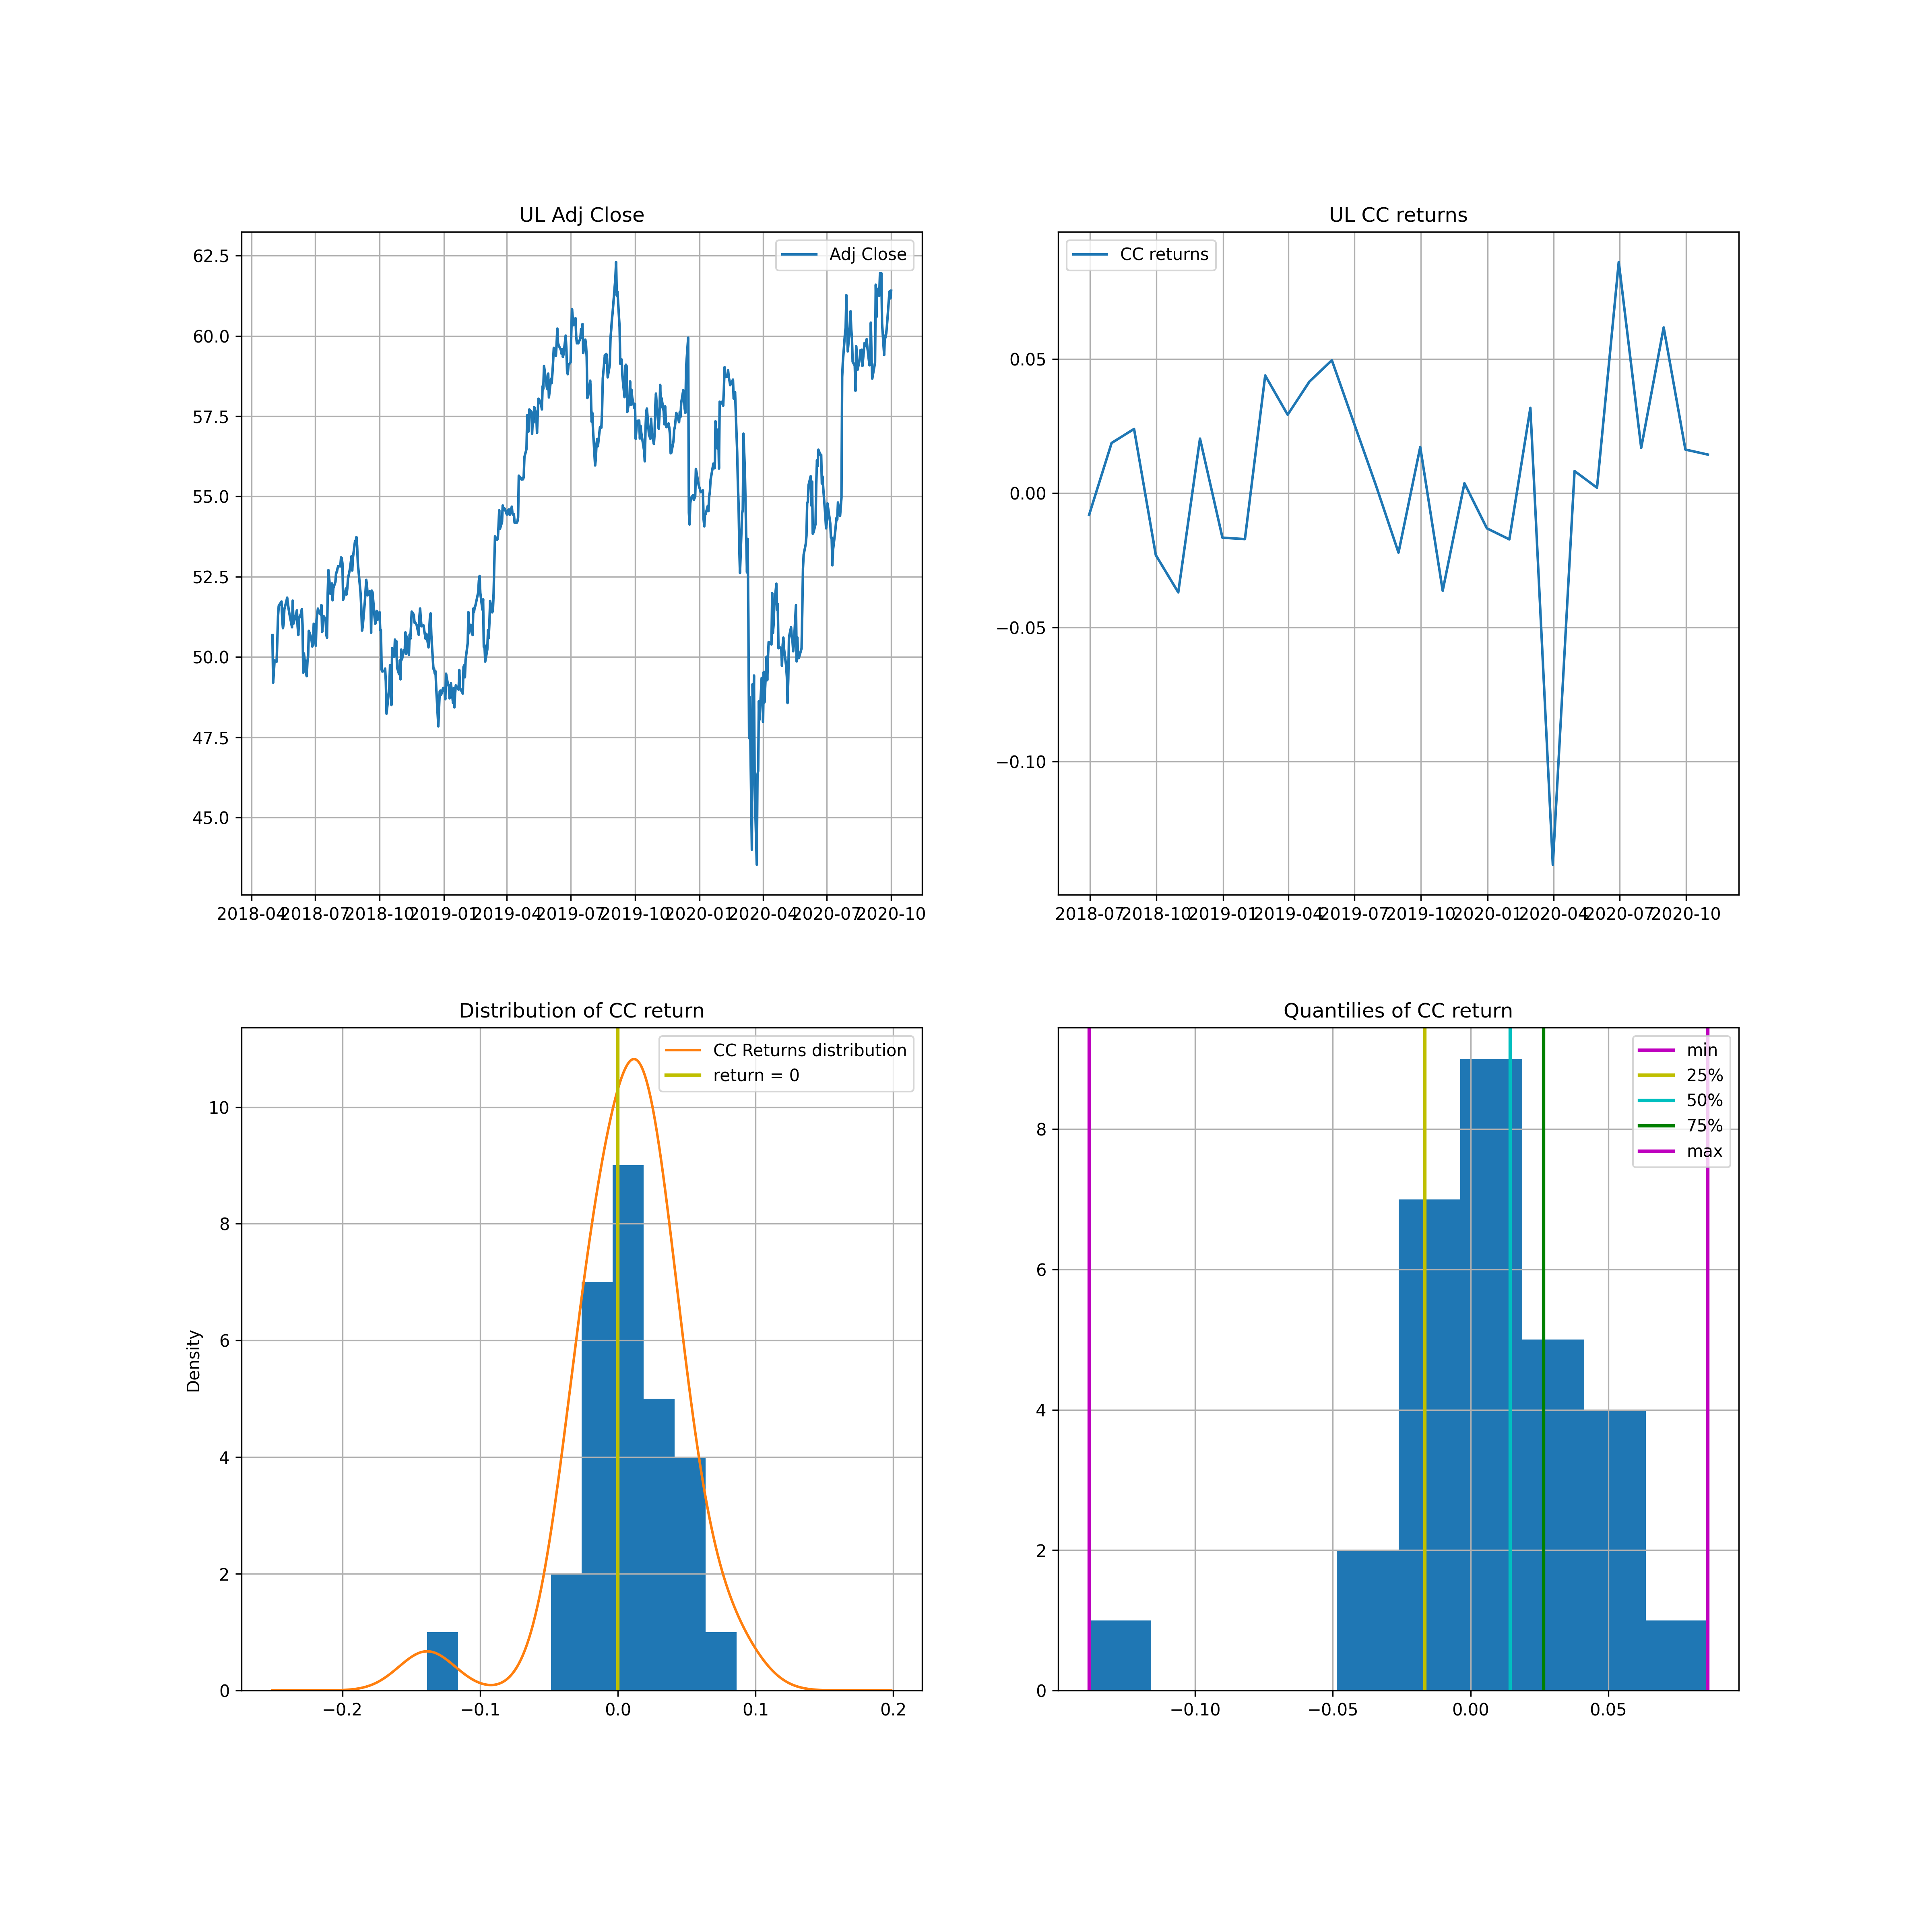 UL Adj Close
Adj Close
62.5
60.0
57.5
55.0
52.5
50.0
47.5
45.0
2018-04 2018-07 2018-10 2019-01 2019-04 2019-07 2019-10 2020-01 2020-04 2020-07 2020-10
UL CC returns
CC returns
0.05
0.00
−0.05
−0.10
2018-07 2018-10 2019-01 2019-04 2019-07 2019-10 2020-01 2020-04 2020-07 2020-10
Distribution of CC return
CC Returns distribution
return = 0
Density
10
8
6
4
2
0
−0.2 −0.1 0.0 0.1 0.2
Quantilies of CC return
min
25%
50%
75%
max
8
6
4
2
0
−0.10 −0.05 0.00 0.05